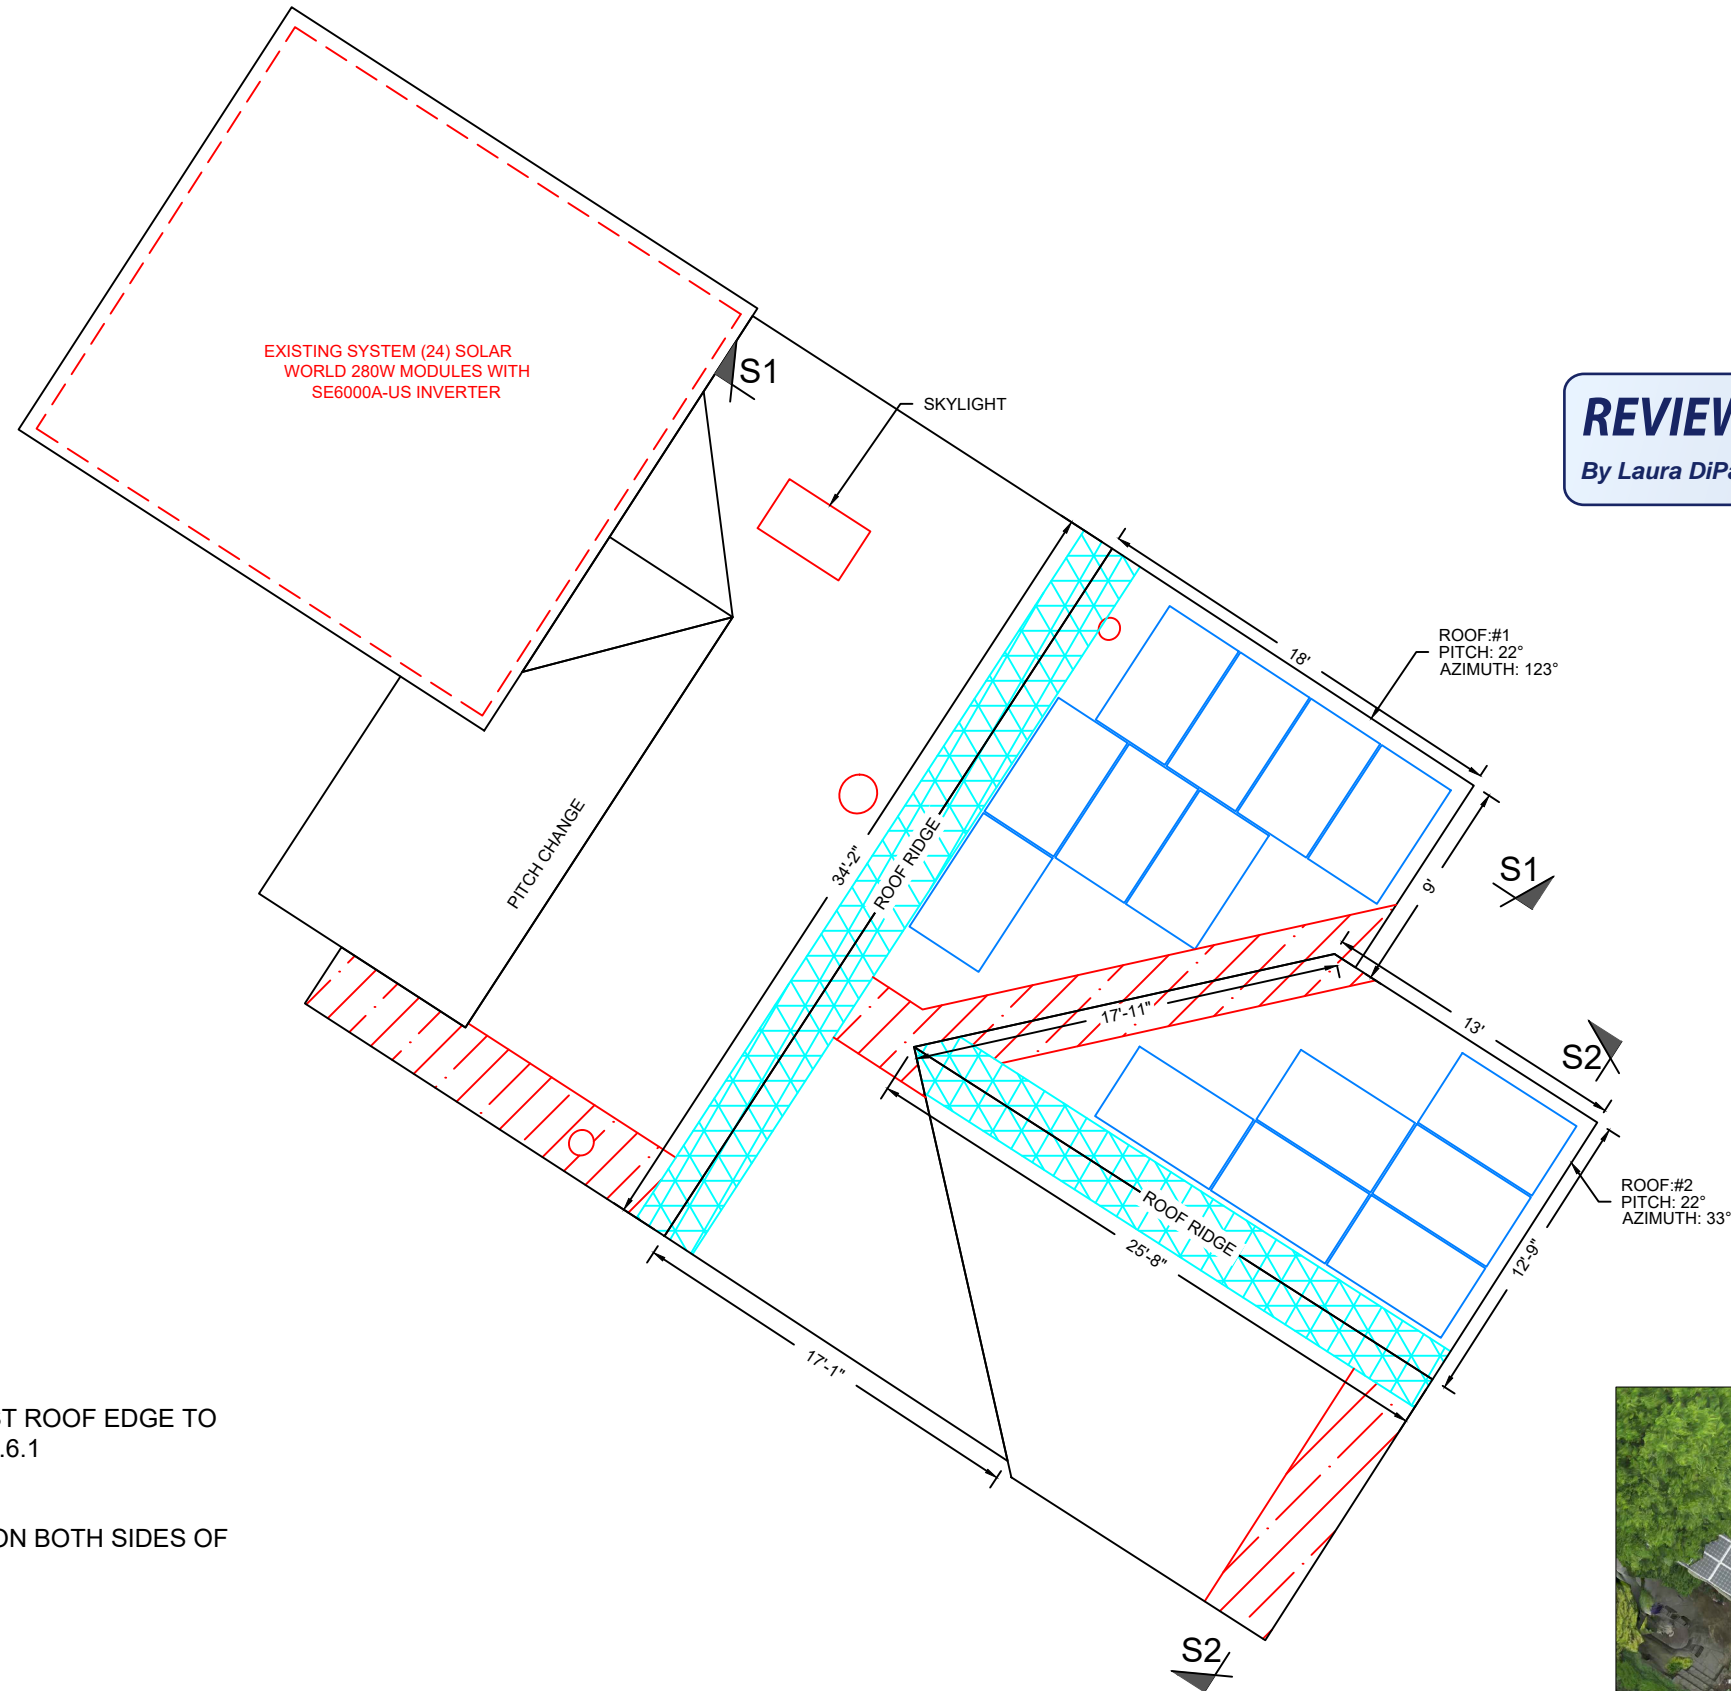 EXISTING SYSTEM (24) SOLAR
WORLD 280W MODULES WITH
SE6000A-US INVERTER
S1
SKYLIGHT
By Laura
18'
ROOF:#1
PITCH: 22°
AZIMUTH: 123°
34'-2"
ROOF RIDGE
PITCH CHANGE
S1
9'
17'-11"
13'
S2
ROOF:#2
PITCH: 22°
AZIMUTH: 33°
ROOF RIDGE
25'-8"
12'-9"
17'-1"
ROOF EDGE TO
.6.1
ON BOTH SIDES OF
S2